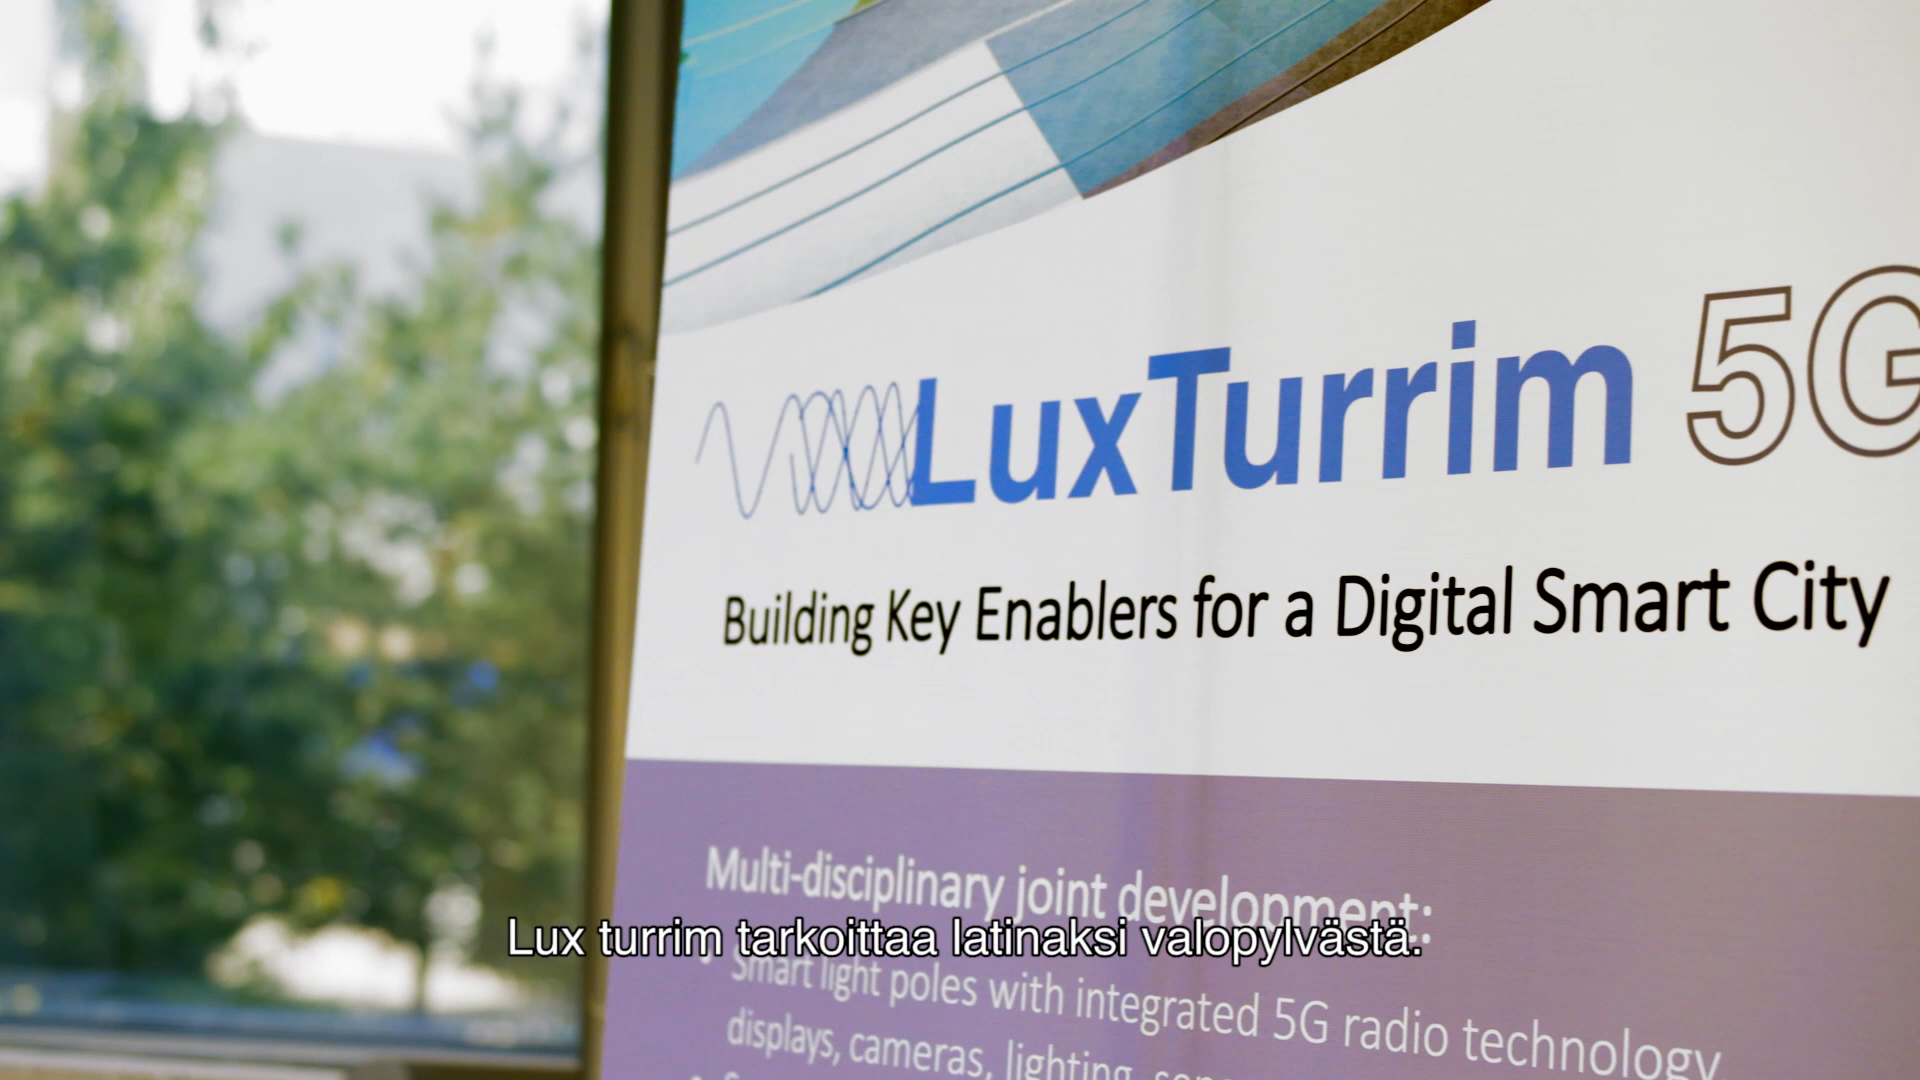 LuxTurrim 5G
Building Key Enablers for a Digital Smart City
Multi-disciplinary joint development:
Lux turrim tarkoittaa latinaksi valopylvästä.
• Smart light poles with integrated 5G radio technology
displays, cameras, lighting,